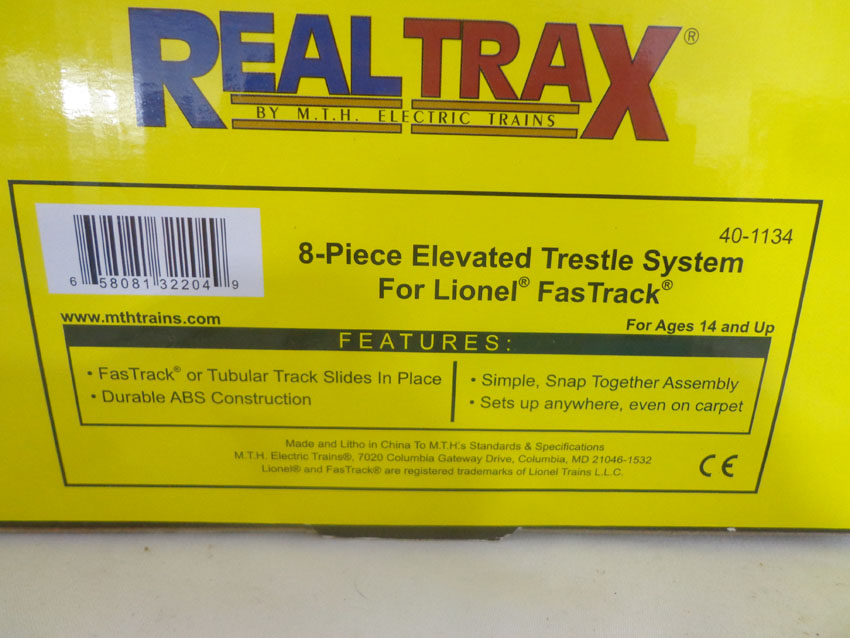 REALTRAX®
BY M.T.H. ELECTRIC TRAINS
40-1134
8-Piece Elevated Trestle System
For Lionel® FasTrack®
6 58081 32204 9
www.mthtrains.com
For Ages 14 and Up
FEATURES:
• FasTrack® or Tubular Track Slides In Place
• Durable ABS Construction
• Simple, Snap Together Assembly
• Sets up anywhere, even on carpet
Made and Litho in China To M.T.H.'s Standards & Specifications
M.T.H. Electric Trains®, 7020 Columbia Gateway Drive, Columbia, MD 21046-1532
Lionel® and FasTrack® are registered trademarks of Lionel Trains L.L.C.
CE